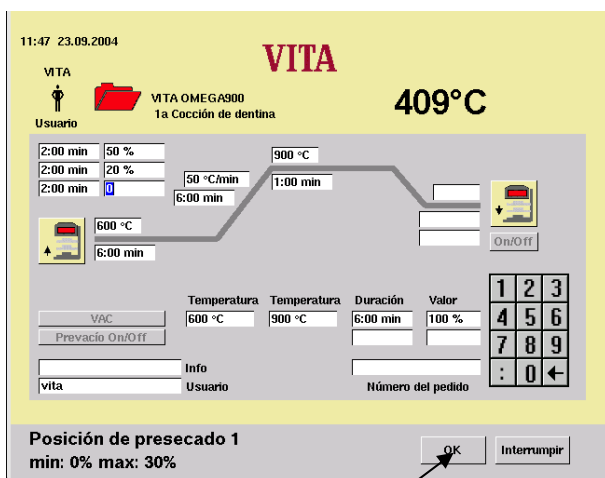 11:47 23.09.2004
VITA
VITA
Usuario
VITA OMEGA900
1a Cocción de dentina
409°C
2:00 min 50 %
2:00 min 20 %
2:00 min 0
50 °C/min
6:00 min
900 °C
1:00 min
600 °C
6:00 min
On/Off
Temperatura Temperatura Duración Valor
VAC 600 °C 900 °C 6:00 min 100 %
Prevacío On/Off
Info
vita Usuario Número del pedido
1 2 3
4 5 6
7 8 9
: 0 ←
Posición de presecado 1
min: 0% max: 30%
OK Interrumpir